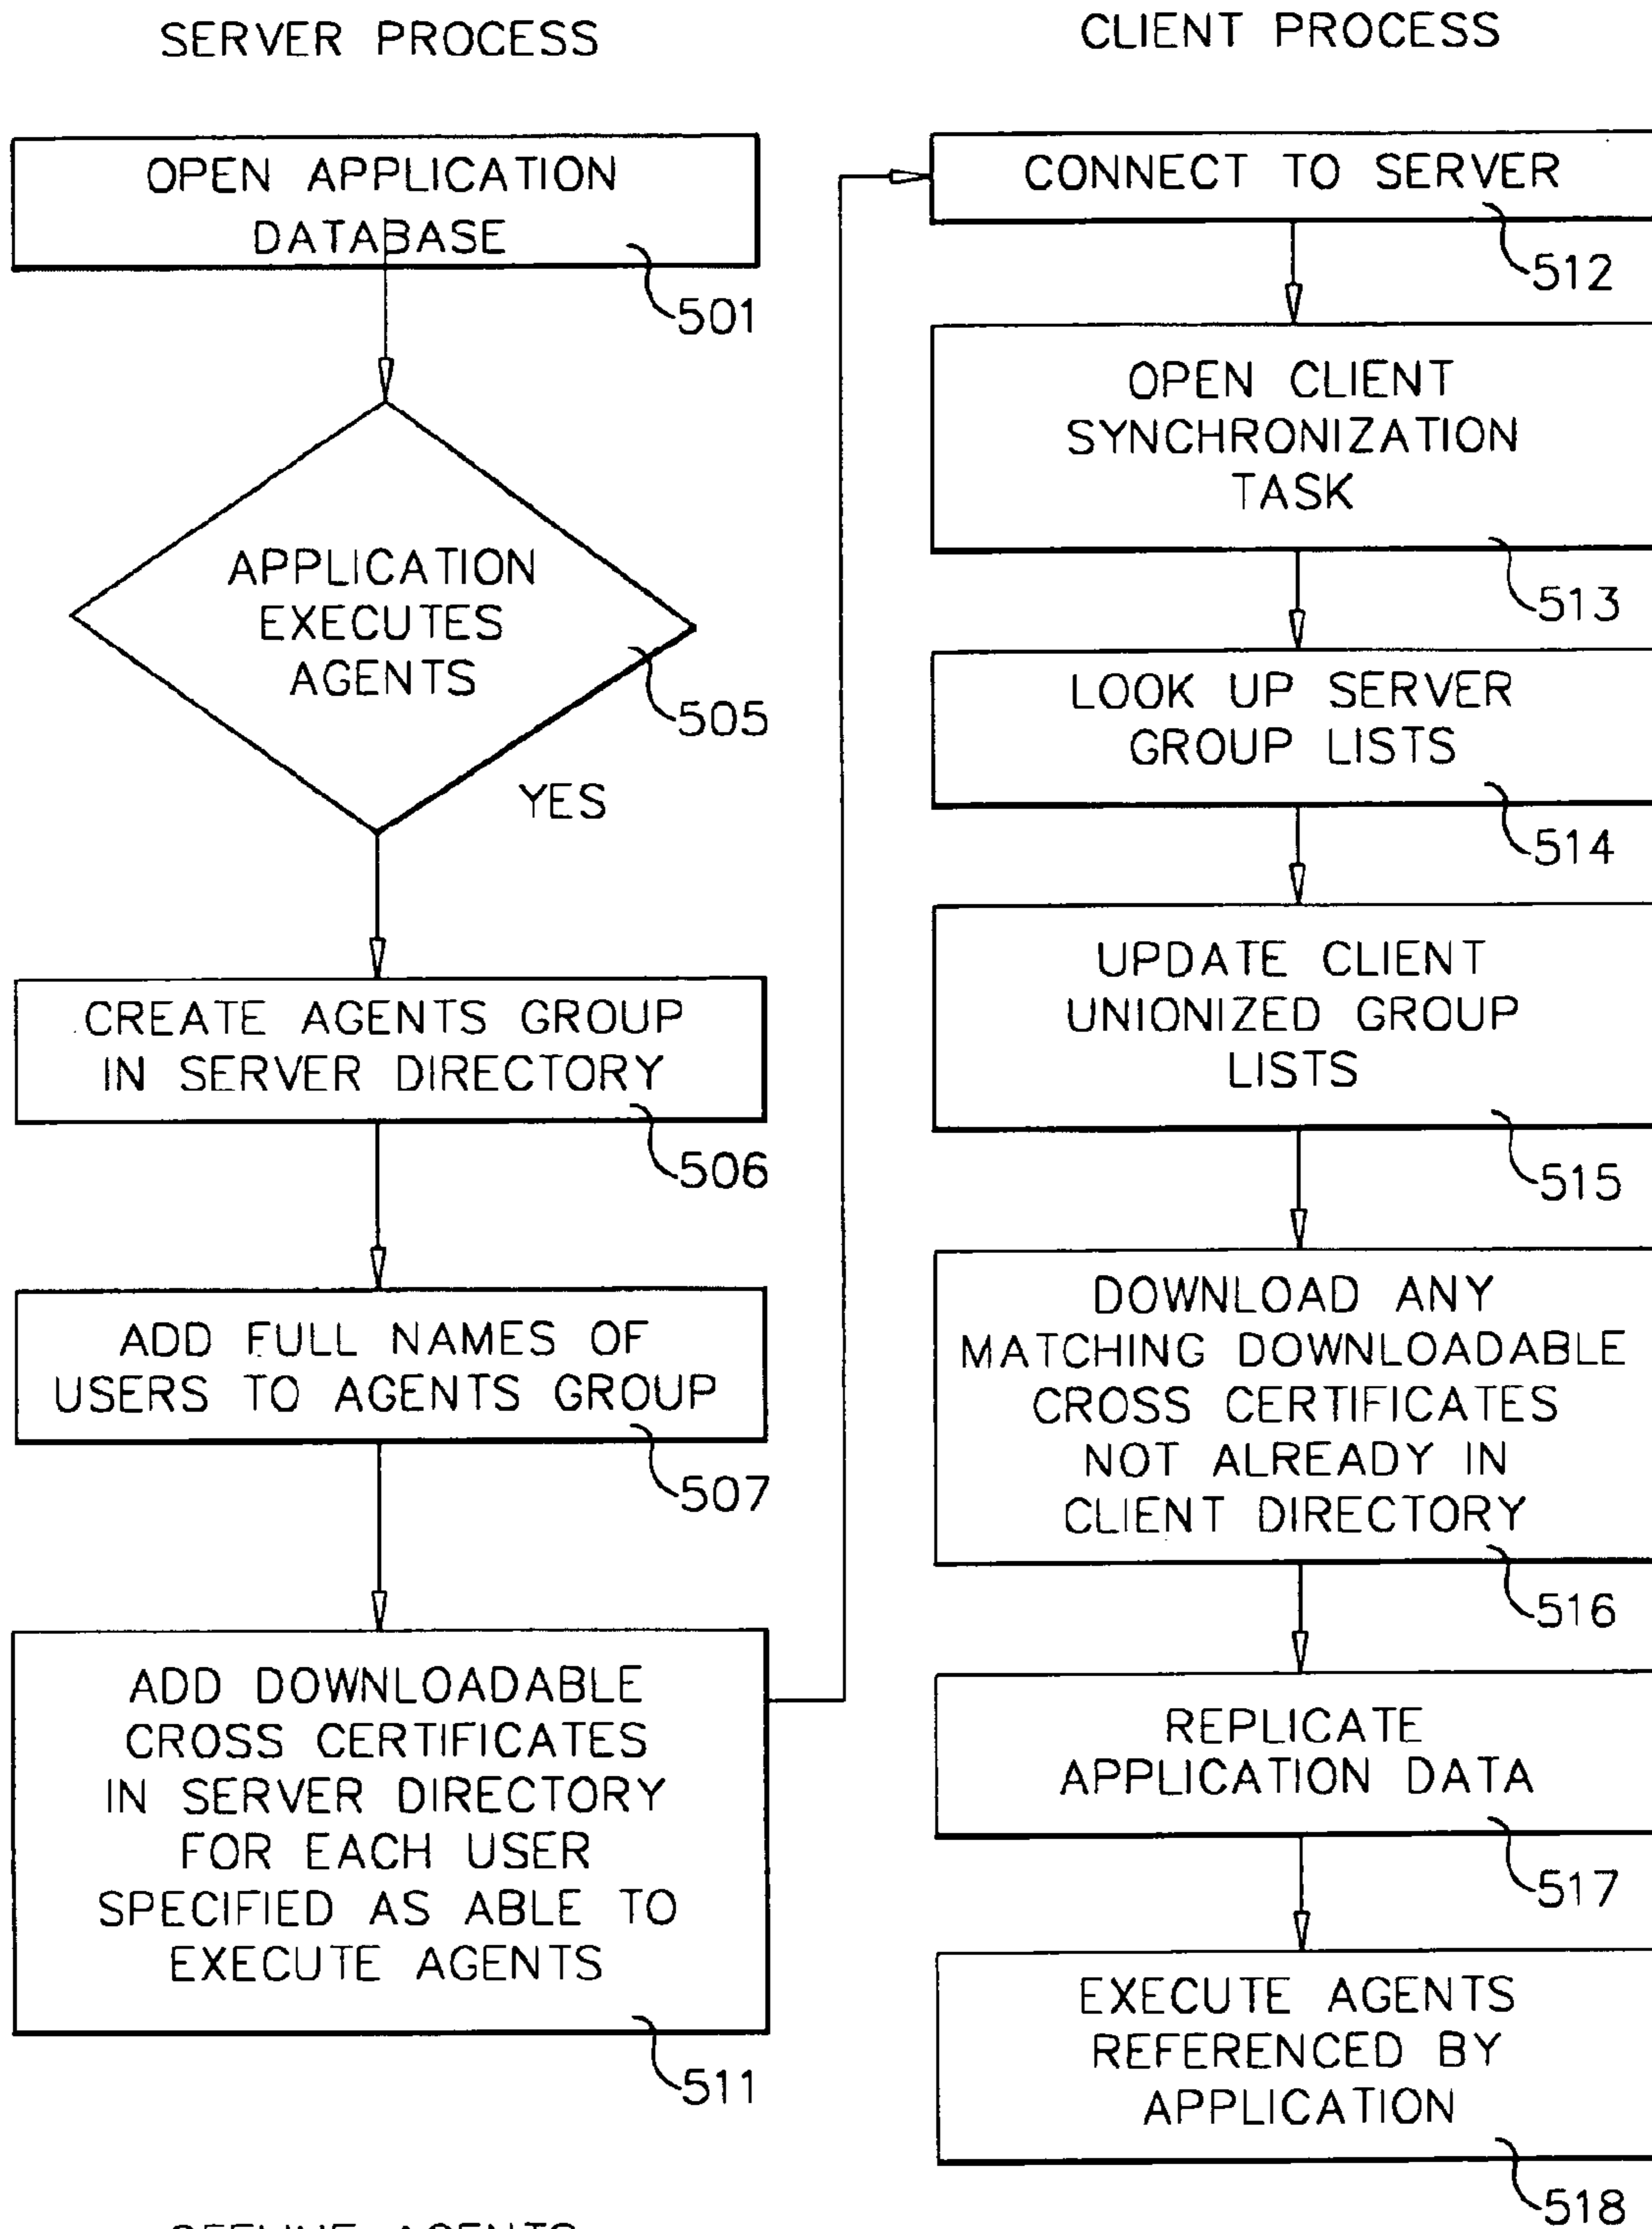 SERVER PROCESS
OPEN APPLICATION
DATABASE
501
APPLICATION
EXECUTES
AGENTS
505
YES
CREATE AGENTS GROUP
IN SERVER DIRECTORY
506
ADD FULL NAMES OF
USERS TO AGENTS GROUP
507
ADD DOWNLOADABLE
CROSS CERTIFICATES
IN SERVER DIRECTORY
FOR EACH USER
SPECIFIED AS ABLE TO
EXECUTE AGENTS
511
CLIENT PROCESS
CONNECT TO SERVER
512
OPEN CLIENT
SYNCHRONIZATION
TASK
513
LOOK UP SERVER
GROUP LISTS
514
UPDATE CLIENT
UNIONIZED GROUP
LISTS
515
DOWNLOAD ANY
MATCHING DOWNLOADABLE
CROSS CERTIFICATES
NOT ALREADY IN
CLIENT DIRECTORY
516
REPLICATE
APPLICATION DATA
517
EXECUTE AGENTS
REFERENCED BY
APPLICATION
518
OFFLINE AGENTS